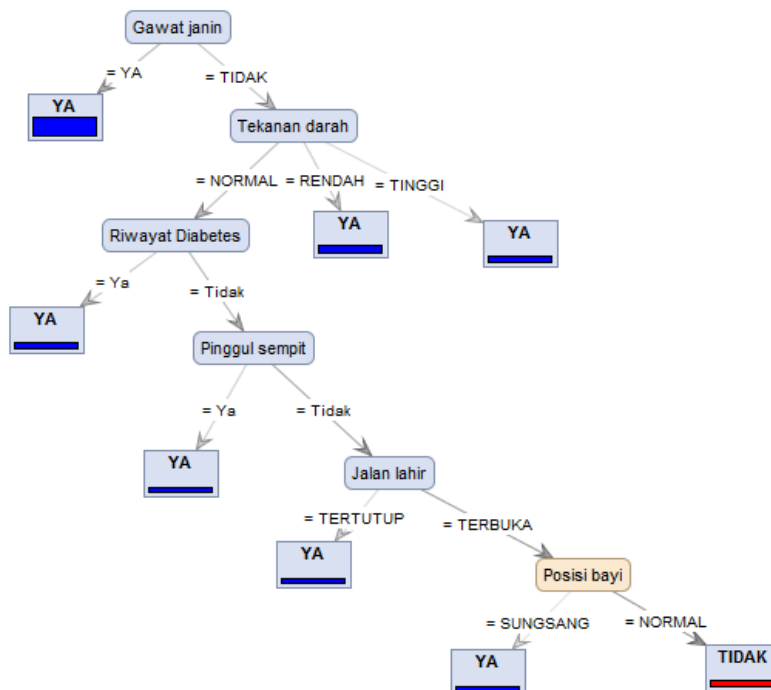 Gawat janin
= YA
= TIDAK
YA
Tekanan darah
= NORMAL
= RENDAH
= TINGGI
Riwayat Diabetes
YA
YA
= Ya
= Tidak
YA
Pinggul sempit
= Ya
= Tidak
YA
Jalan lahir
= TERTUTUP
= TERBUKA
YA
Posisi bayi
= SUNGSANG
= NORMAL
YA
TIDAK